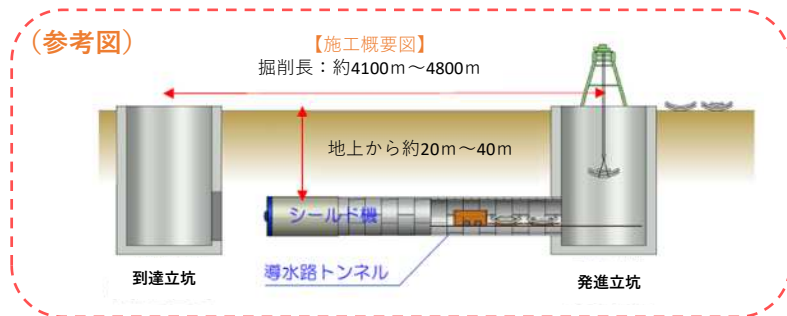 (参考図)
【施工概要図】
掘削長：約4100m～4800m
地上から約20m～40m
シールド機
導水路トンネル
到達立坑
発進立坑